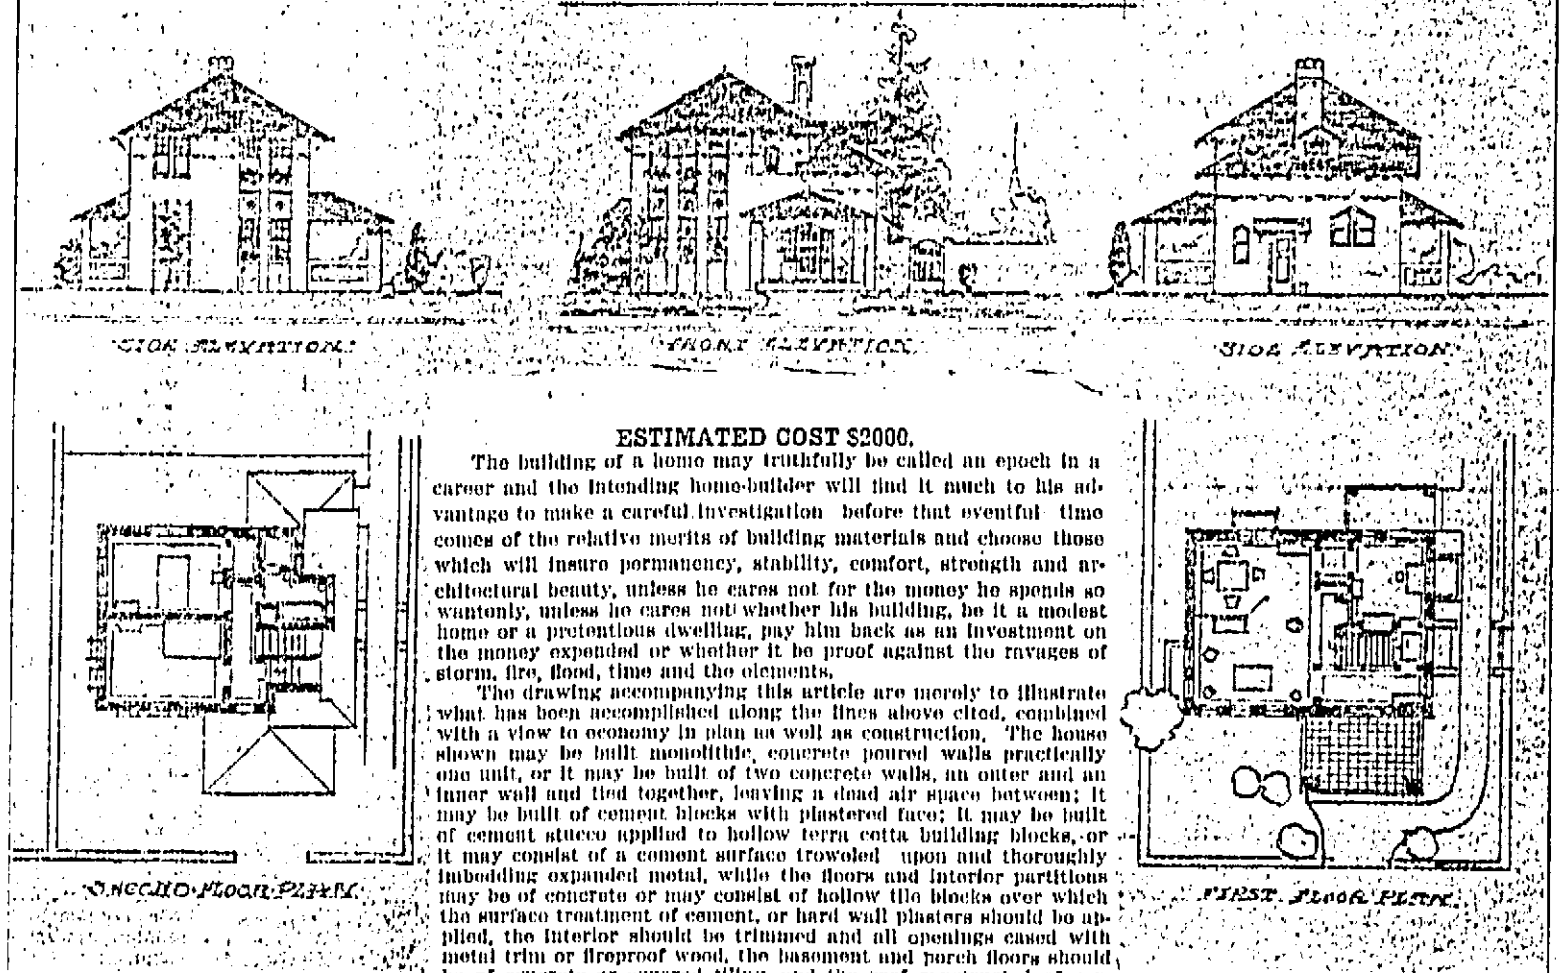 SIDE ELEVATION.
FRONT ELEVATION.
SIDE ELEVATION.
ESTIMATED COST $2000.
The building of a home may truthfully be called an epoch in a
career and the intending home-builder will find it much to his ad-
vantage to make a careful investigation before that eventful time
comes of the relative merits of building materials and choose those
which will insure permanency, stability, comfort, strength and ar-
chitectural beauty, unless he cares not for the money he spends so
wantonly, unless he cares not whether his building, be it a modest
home or a pretentious dwelling, pay him back as an investment on
the money expended or whether it be proof against the ravages of
storm, fire, flood, time and the elements.
The drawing accompanying this article are merely to illustrate
what has been accomplished along the lines above cited, combined
with a view to economy in plan as well as construction. The house
shown may be built monolithic, concrete poured walls practically
one unit, or it may be built of two concrete walls, an outer and an
inner wall and tied together, leaving a dead air space between; it
may be built of cement blocks with plastered face; it may be built
of cement stucco applied to hollow terra cotta building blocks, or
it may consist of a cement surface troweled upon and thoroughly
imbedding expanded metal, while the floors and interior partitions
may be of concrete or may consist of hollow tile blocks over which
the surface treatment of cement, or hard wall plasters should be ap-
plied, the interior should be trimmed and all openings cased with
metal trim or fireproof wood, the basement and porch floors should
SECOND FLOOR PLAN.
FIRST FLOOR PLAN.